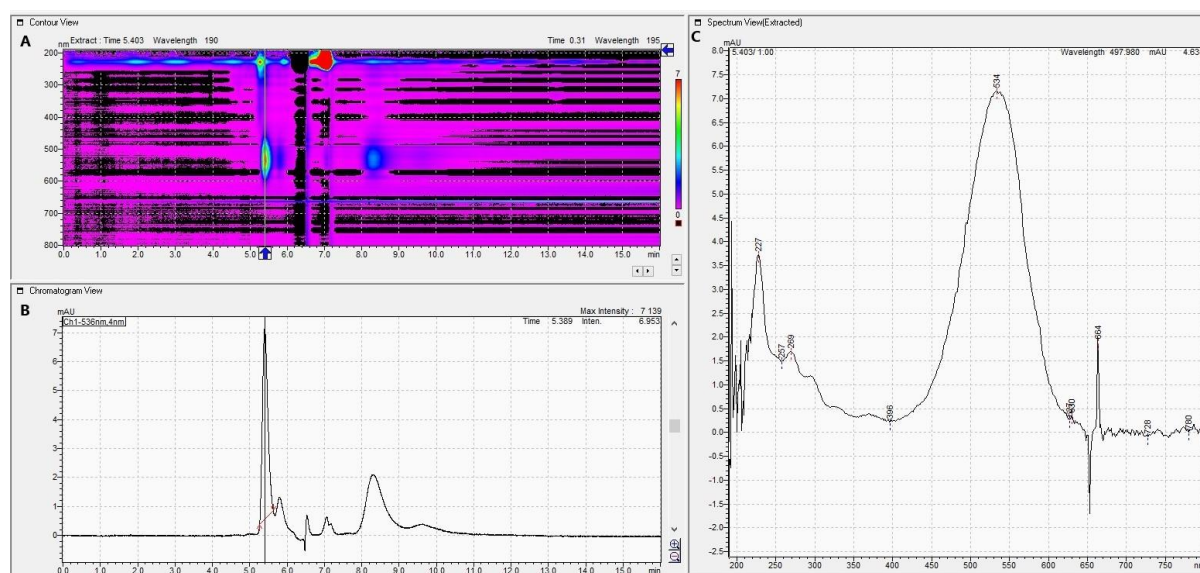 Contour View
A
nm
Extract : Time 5.403 Wavelength 190
Time 0.31 Wavelength 195
200
300
400
500
600
700
800
0.0 1.0 2.0 3.0 4.0 5.0 6.0 7.0 8.0 9.0 10.0 11.0 12.0 13.0 14.0 15.0 min
7
0
Chromatogram View
B
mAU
Ch1-536nm,4nm
Max Intensity : 7 139
Time 5.389 Inten. 6.953
7
6
5
4
3
2
1
0
0.0 1.0 2.0 3.0 4.0 5.0 6.0 7.0 8.0 9.0 10.0 11.0 12.0 13.0 14.0 15.0 min
Spectrum View(Extracted)
C
mAU
5.403/ 1.00
Wavelength 497.980 mAU 4.634
8.0
7.5
7.0
6.5
6.0
5.5
5.0
4.5
4.0
3.5
3.0
2.5
2.0
1.5
1.0
0.5
0.0
-0.5
-1.0
-1.5
-2.0
-2.5
227
257
269
396
534
630
664
728
780
200 250 300 350 400 450 500 550 600 650 700 750